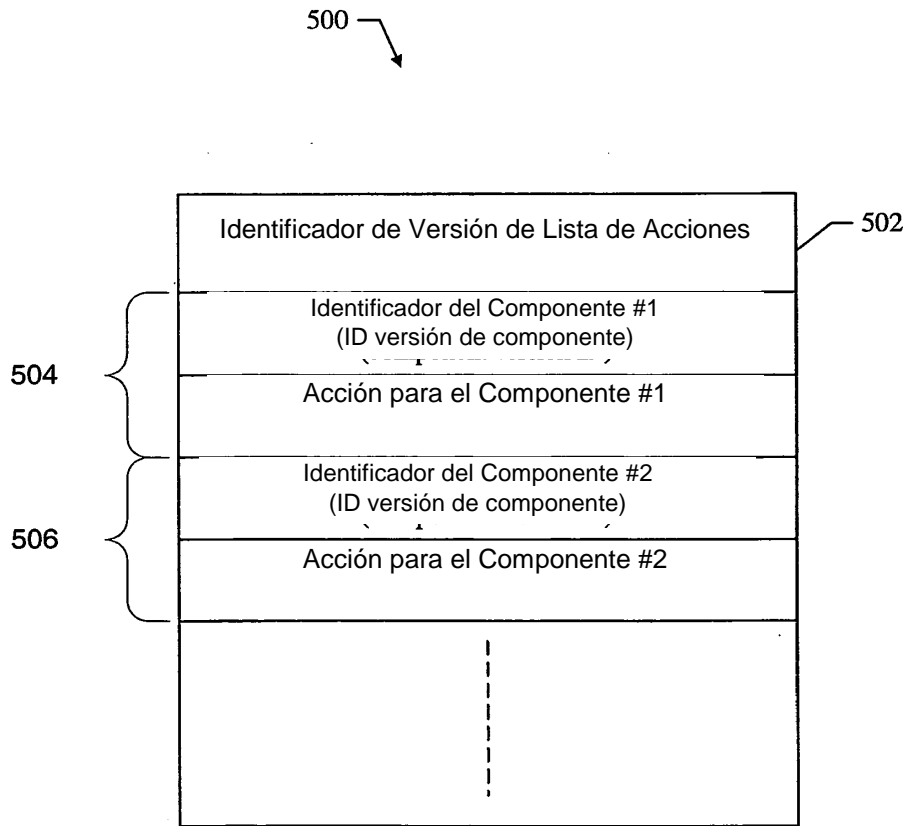 500
Identificador de Versión de Lista de Acciones
502
Identificador del Componente #1
(ID versión de componente)
504
Acción para el Componente #1
Identificador del Componente #2
(ID versión de componente)
506
Acción para el Componente #2